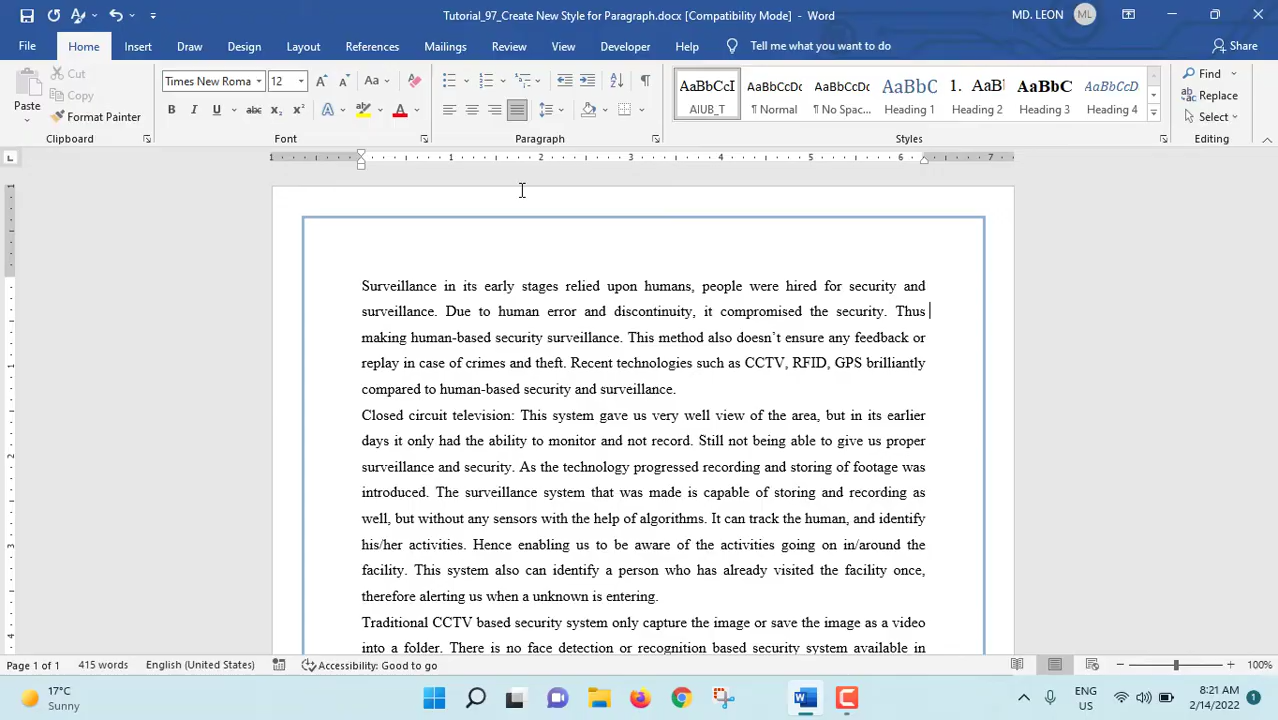 Tutorial_97_Create New Style for Paragraph.docx [Compatibility Mode] - Word
MD. LEON
ML
File Home Insert Draw Design Layout References Mailings Review View Developer Help Tell me what you want to do Share
Paste
Cut
Copy
Format Painter
Clipboard
Times New Roma 12
Font
Paragraph
AaBbCcI AaBbCcDc AaBbCcDc AaBbCc 1. AaB AaBbC AaBbCcD
AIUB_T ¶ Normal ¶ No Spac... Heading 1 Heading 2 Heading 3 Heading 4
Styles
Find
Replace
Select
Editing
1 1 2 3 4 5 6 7
Surveillance in its early stages relied upon humans, people were hired for security and
surveillance. Due to human error and discontinuity, it compromised the security. Thus
making human-based security surveillance. This method also doesn’t ensure any feedback or
replay in case of crimes and theft. Recent technologies such as CCTV, RFID, GPS brilliantly
compared to human-based security and surveillance.
Closed circuit television: This system gave us very well view of the area, but in its earlier
days it only had the ability to monitor and not record. Still not being able to give us proper
surveillance and security. As the technology progressed recording and storing of footage was
introduced. The surveillance system that was made is capable of storing and recording as
well, but without any sensors with the help of algorithms. It can track the human, and identify
his/her activities. Hence enabling us to be aware of the activities going on in/around the
facility. This system also can identify a person who has already visited the facility once,
therefore alerting us when a unknown is entering.
Traditional CCTV based security system only capture the image or save the image as a video
into a folder. There is no face detection or recognition based security system available in
Page 1 of 1 415 words English (United States) Accessibility: Good to go 100%
17°C
Sunny
ENG
US
8:21 AM
2/14/2022
1